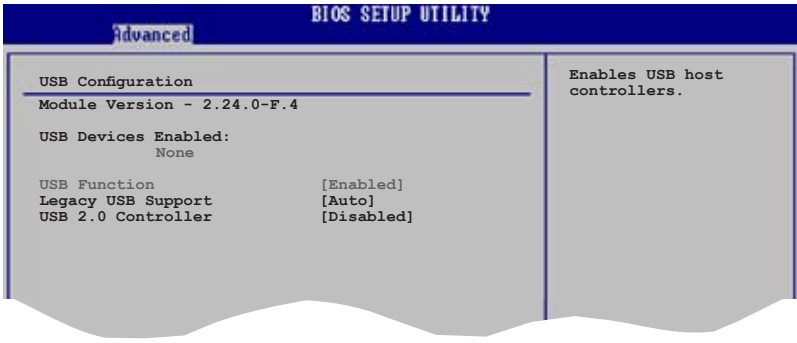 BIOS SETUP UTILITY
Advanced
USB Configuration
Module Version - 2.24.0-F.4
USB Devices Enabled:
None
USB Function [Enabled]
Legacy USB Support [Auto]
USB 2.0 Controller [Disabled]
Enables USB host
controllers.